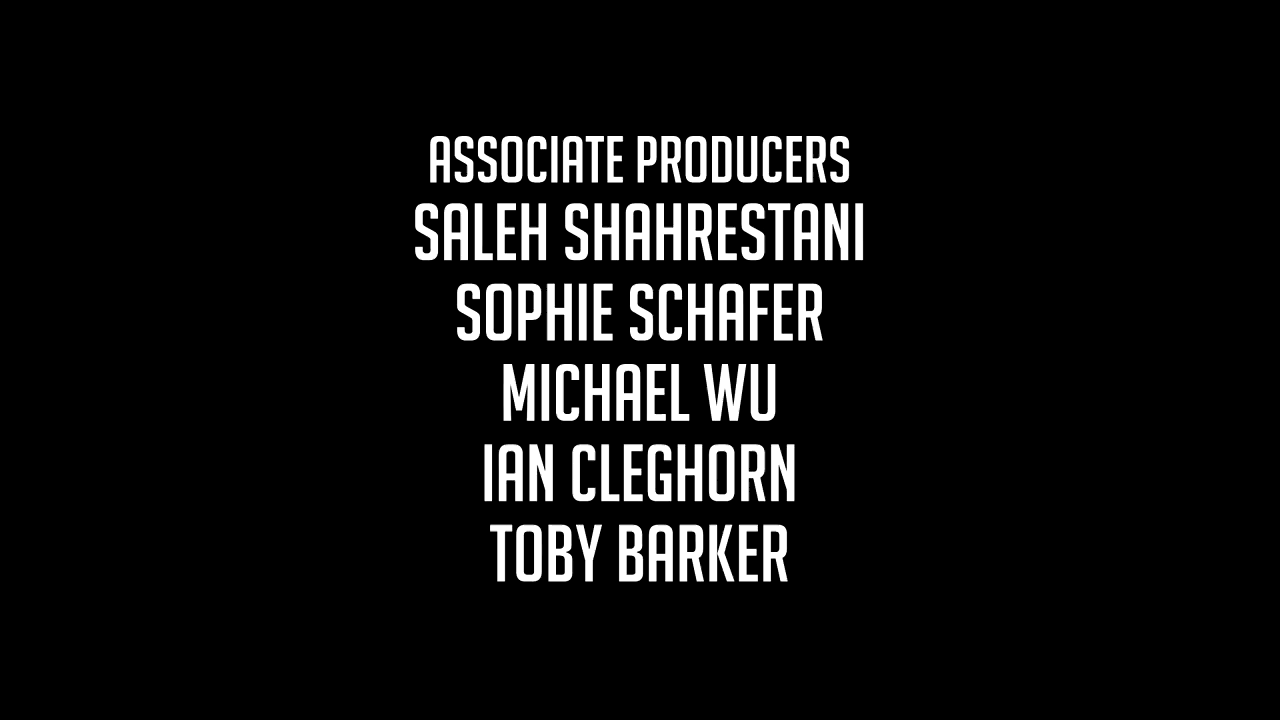 ASSOCIATE PRODUCERS
SALEH SHAHRESTANI
SOPHIE SCHAFER
MICHAEL WU
IAN CLEGHORN
TOBY BARKER